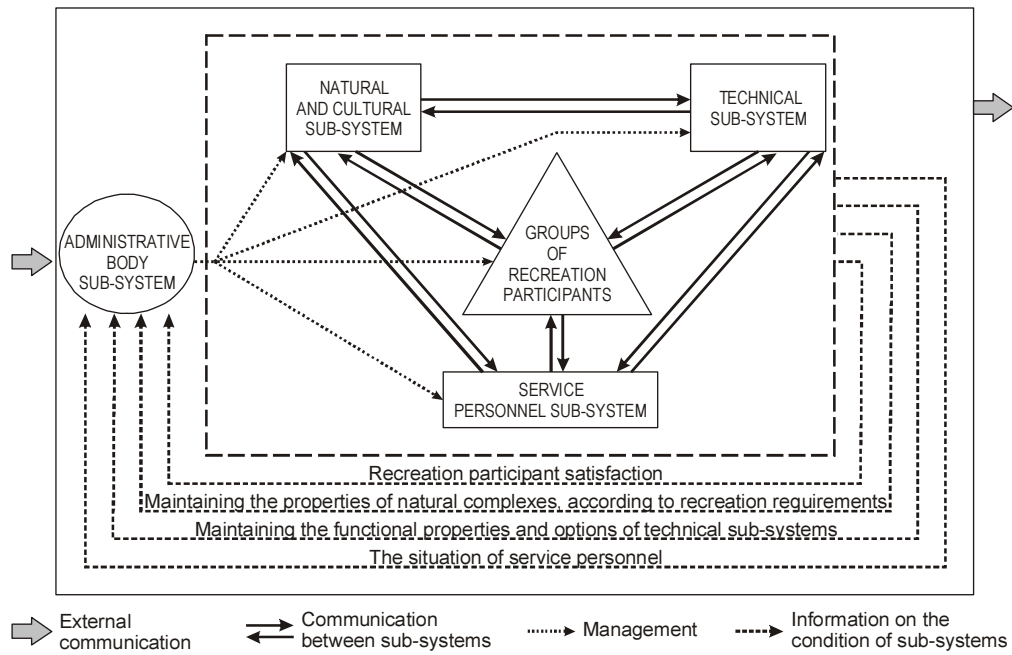 NATURAL
AND CULTURAL
SUB-SYSTEM
TECHNICAL
SUB-SYSTEM
ADMINISTRATIVE
BODY
SUB-SYSTEM
GROUPS
OF
RECREATION
PARTICIPANTS
SERVICE
PERSONNEL SUB-SYSTEM
Recreation participant satisfaction
Maintaining the properties of natural complexes, according to recreation requirements
Maintaining the functional properties and options of technical sub-systems
The situation of service personnel
External
communication
Communication
between sub-systems
Management
Information on the
condition of sub-systems